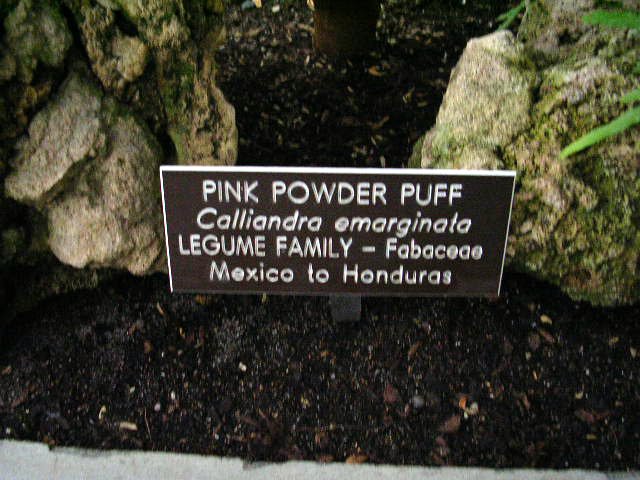 PINK POWDER PUFF
Calliandra emarginata
LEGUME FAMILY – Fabaceae
Mexico to Honduras